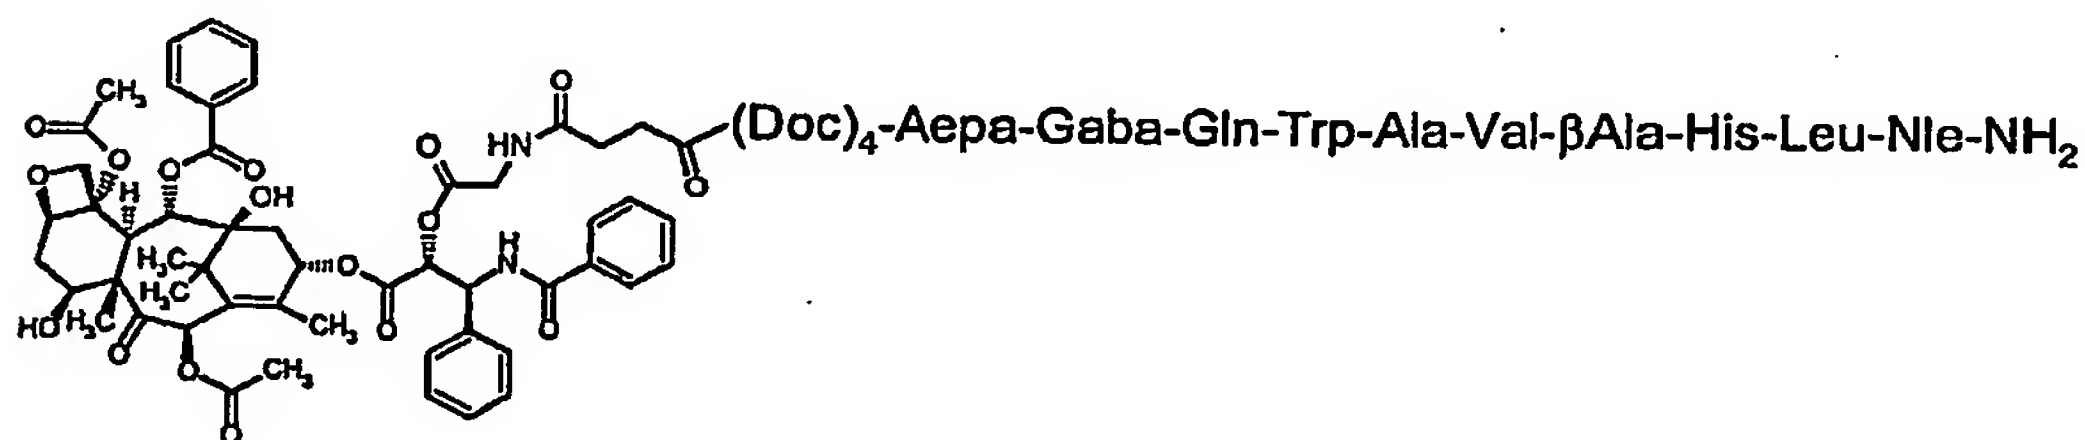 O
CH₃
O O (Doc)₄-Aepa-Gaba-Gln-Trp-Ala-Val-βAla-His-Leu-Nle-NH₂
O HN
O O O
O H OH O
O
H
H₃C O N
H₃C
HO H₃C CH₃ O O
O
O CH₃
O